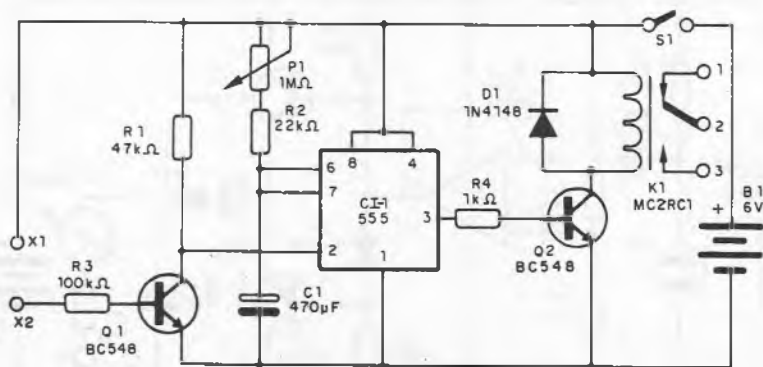 S1
P1
1MΩ
D1
1N4148
1
R1
47kΩ
R2
22kΩ
2
8
4
6
7
CI-1
555
R4
1kΩ
3
3
K1
MC2RC1
B1
6V
+
X1
2
1
R3
100kΩ
Q2
BC548
C1
470µF
X2
Q1
BC548